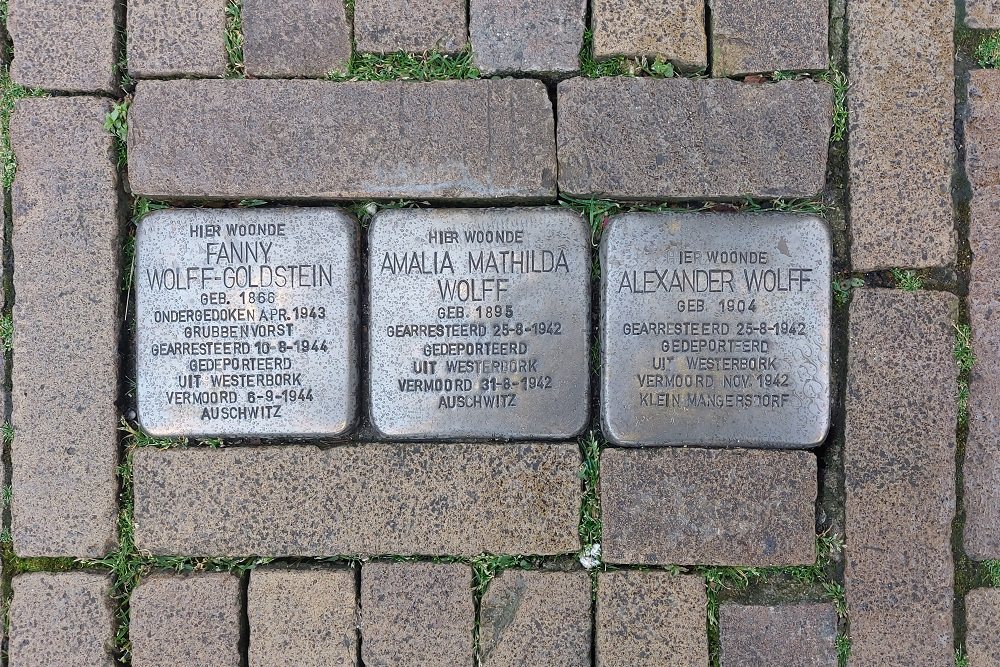 HIER WOONDE
FANNY
WOLFF-GOLDSTEIN
GEB. 1866
ONDERGEDOKEN APR. 1943
GRUBBENVORST
GEARRESTEERD 10-8-1944
GEDEPORTEERD
UIT WESTERBORK
VERMOORD 6-9-1944
AUSCHWITZ
HIER WOONDE
AMALIA MATHILDA
WOLFF
GEB. 1895
GEARRESTEERD 25-8-1942
GEDEPORTEERD
UIT WESTERBORK
VERMOORD 31-8-1942
AUSCHWITZ
HIER WOONDE
ALEXANDER WOLFF
GEB. 1904
GEARRESTEERD 25-8-1942
GEDEPORTEERD
UIT WESTERBORK
VERMOORD NOV. 1942
KLEIN MANGERSDORF